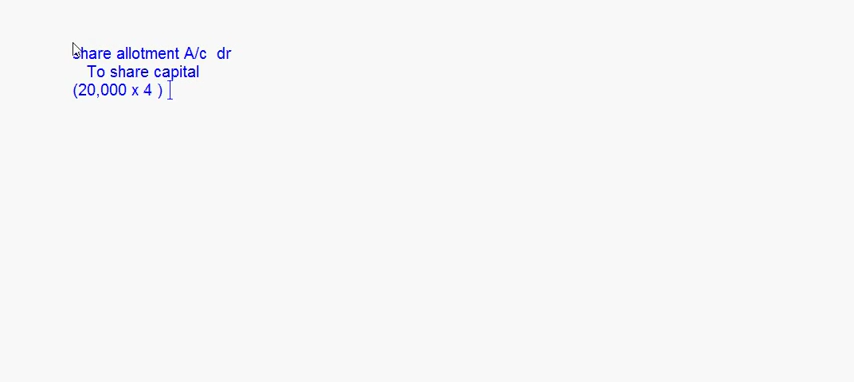 share allotment A/c  dr
   To share capital
(20,000 x 4 )